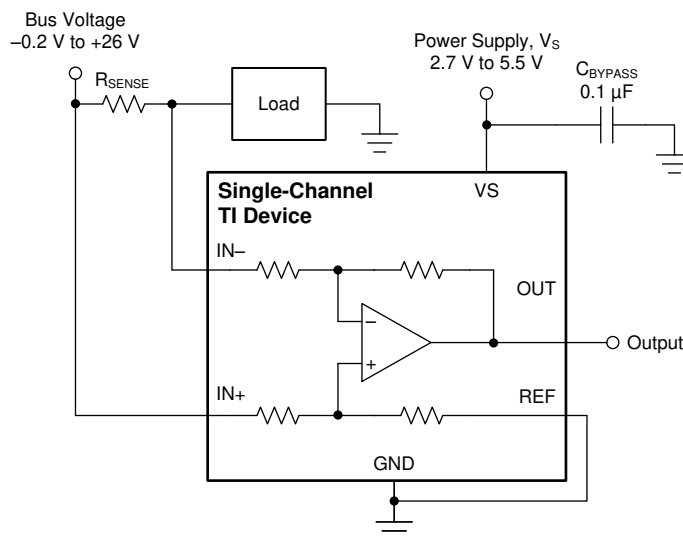 Bus Voltage
–0.2 V to +26 V
RSENSE
Load
Power Supply, VS
2.7 V to 5.5 V
CBYPASS
0.1 µF
Single-Channel
TI Device
VS
IN–
OUT
–
+
Output
IN+
REF
GND